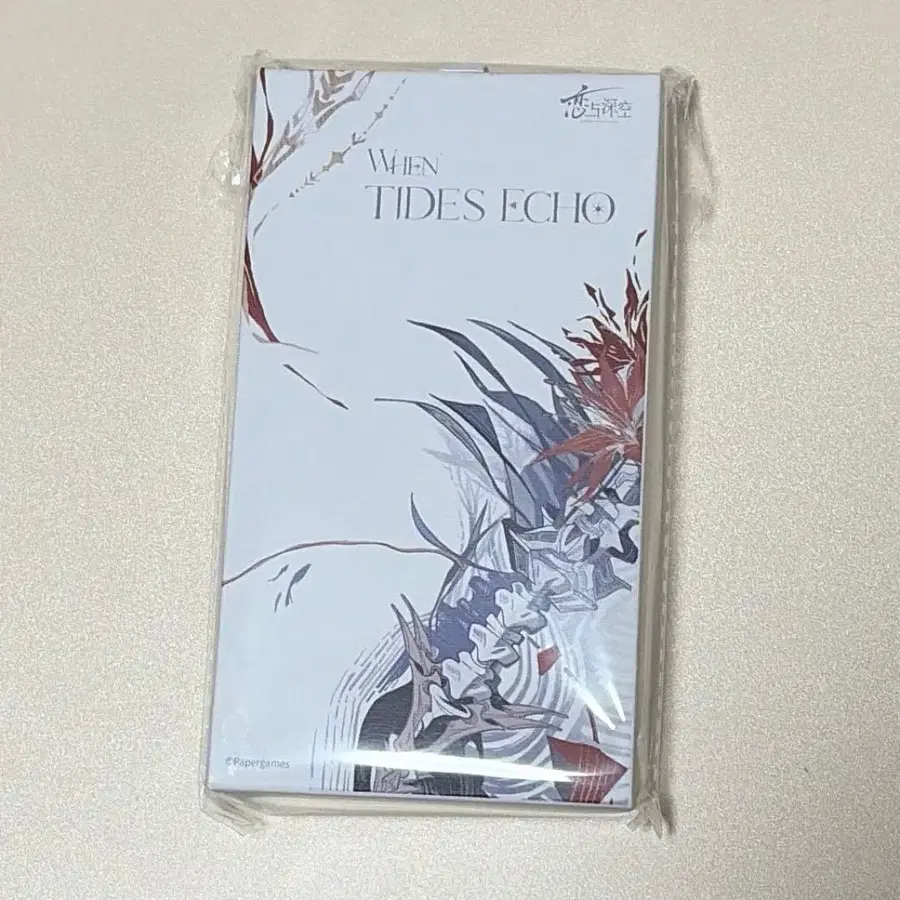 恋与深空
WHEN
TIDES ECHO
©Papergames